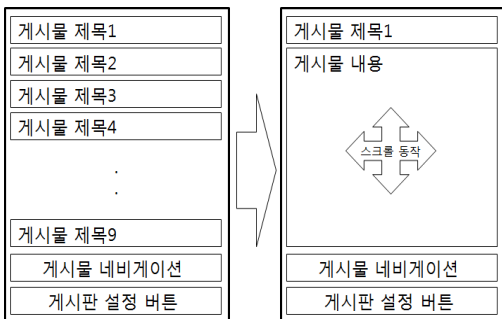 게시물 제목1
게시물 제목2
게시물 제목3
게시물 제목4
.
.
게시물 제목9
게시물 네비게이션
게시판 설정 버튼
게시물 제목1
게시물 내용
스크롤 동작
게시물 네비게이션
게시판 설정 버튼